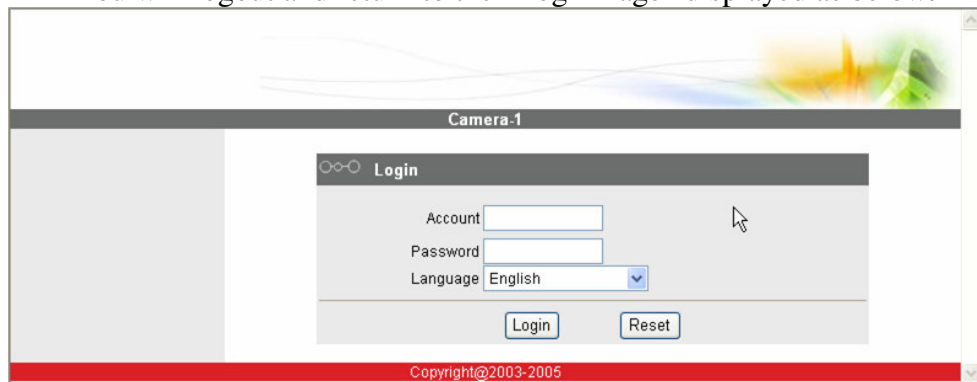 Camera-1
Login
Account
Password
Language English
Login Reset
Copyright@2003-2005